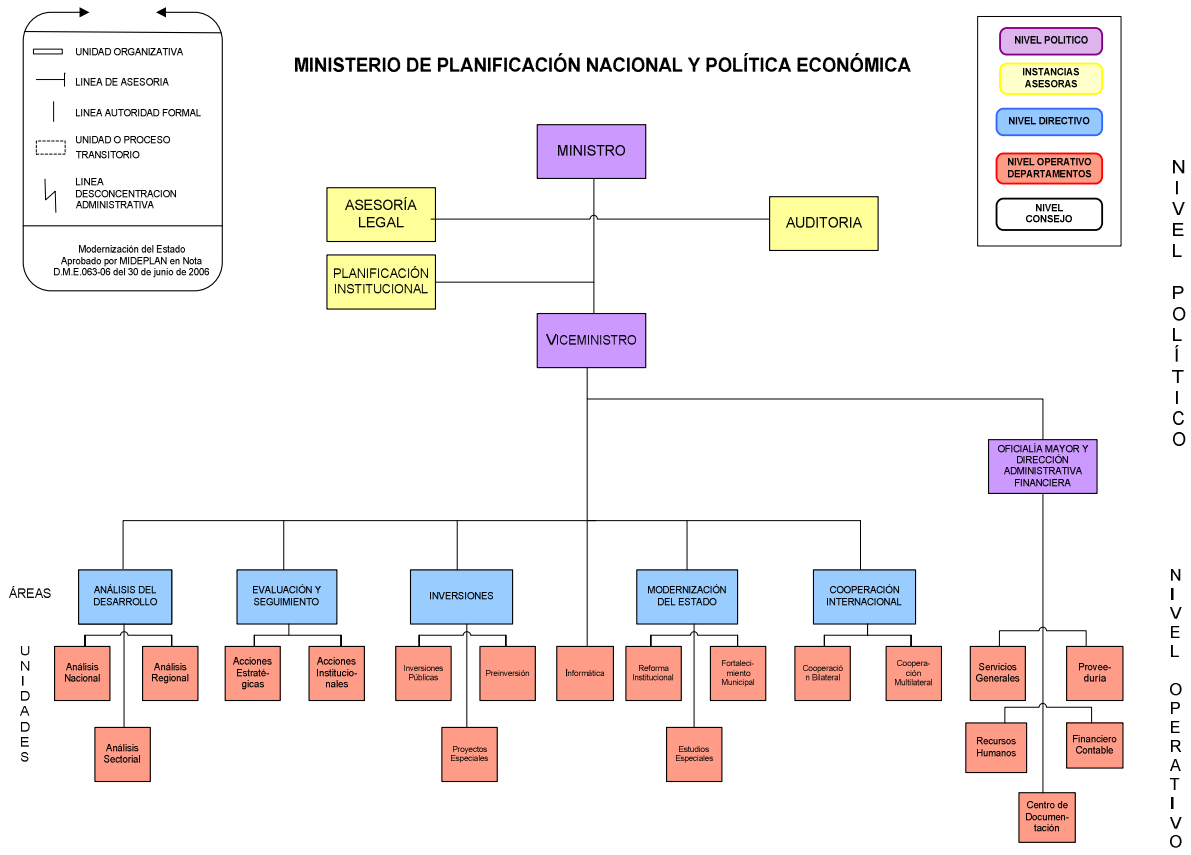 UNIDAD ORGANIZATIVA
LINEA DE ASESORIA
LINEA AUTORIDAD FORMAL
UNIDAD O PROCESO
TRANSITORIO
LINEA
DESCONCENTRACION
ADMINISTRATIVA
Modernización del Estado
Aprobado por MIDEPLAN en Nota
D.M.E.063-06 del 30 de junio de 2006
MINISTERIO DE PLANIFICACIÓN NACIONAL Y POLÍTICA ECONÓMICA
NIVEL POLITICO
INSTANCIAS
ASESORAS
NIVEL DIRECTIVO
NIVEL OPERATIVO
DEPARTAMENTOS
NIVEL
CONSEJO
MINISTRO
ASESORÍA
LEGAL
AUDITORIA
PLANIFICACIÓN
INSTITUCIONAL
VICEMINISTRO
NIVEL POLÍTICO
OFICIALÍA MAYOR Y
DIRECCIÓN
ADMINISTRATIVA
FINANCIERA
ÁREAS
ANÁLISIS DEL
DESARROLLO
EVALUACIÓN Y
SEGUIMIENTO
INVERSIONES
MODERNIZACIÓN
DEL ESTADO
COOPERACIÓN
INTERNACIONAL
NIVEL OPERATIVO
UNIDADES
Análisis
Nacional
Análisis
Regional
Acciones
Estraté-
gicas
Acciones
Institucio-
nales
Inversiones
Públicas
Preinversión
Informática
Reforma
Institucional
Fortaleci-
miento
Municipal
Cooperació
n Bilateral
Coopera-
ción
Multilateral
Servicios
Generales
Provee-
duría
Análisis
Sectorial
Proyectos
Especiales
Estudios
Especiales
Recursos
Humanos
Financiero
Contable
Centro de
Documen-
tación